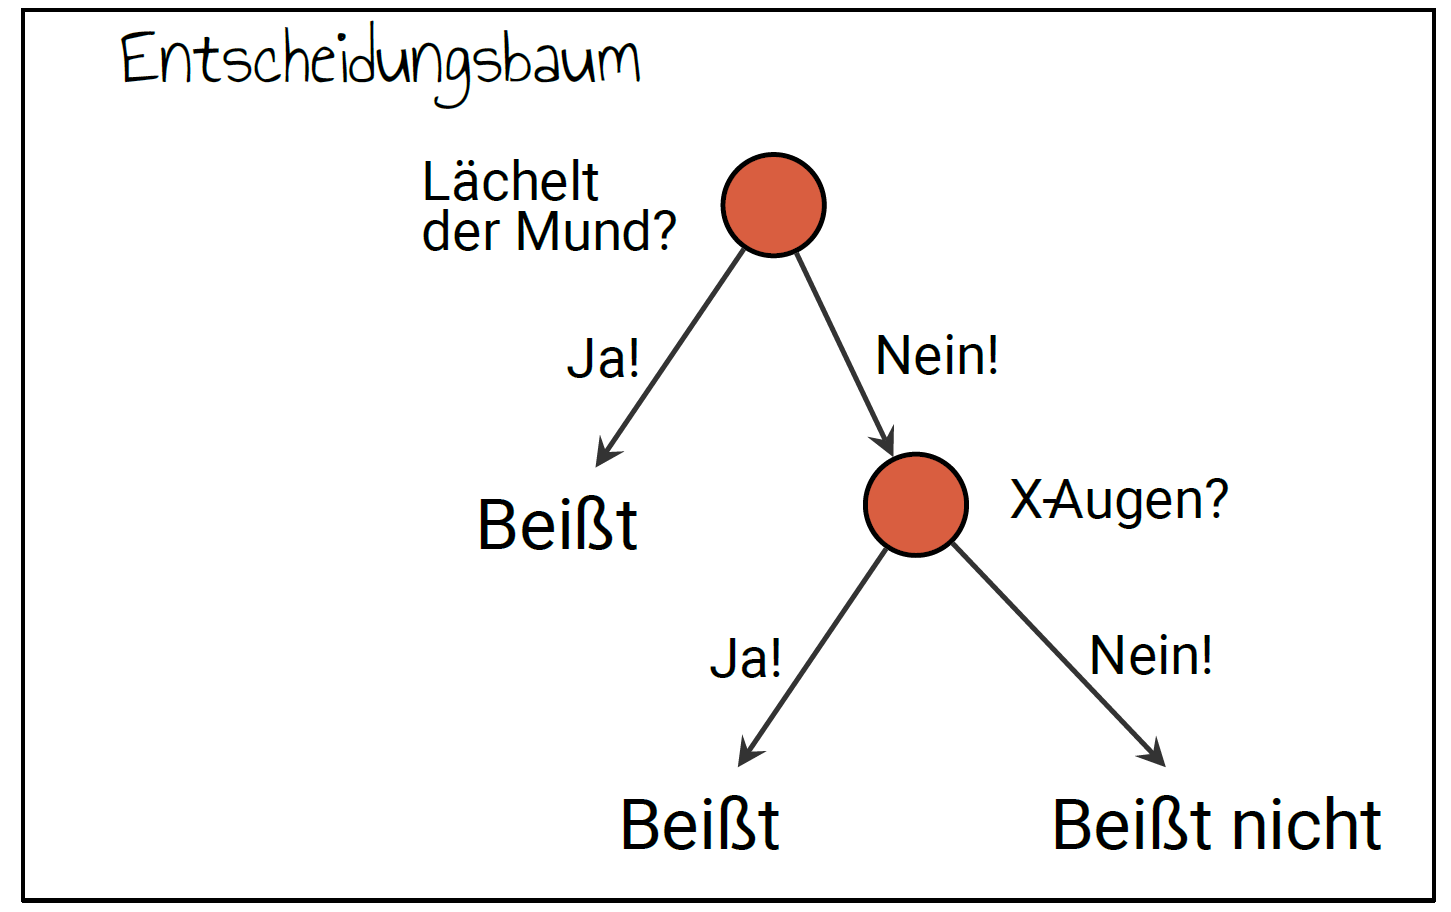 Entscheidungsbaum
Lächelt
der Mund?
Ja!
Nein!
Beißt
X-Augen?
Ja!
Nein!
Beißt
Beißt nicht